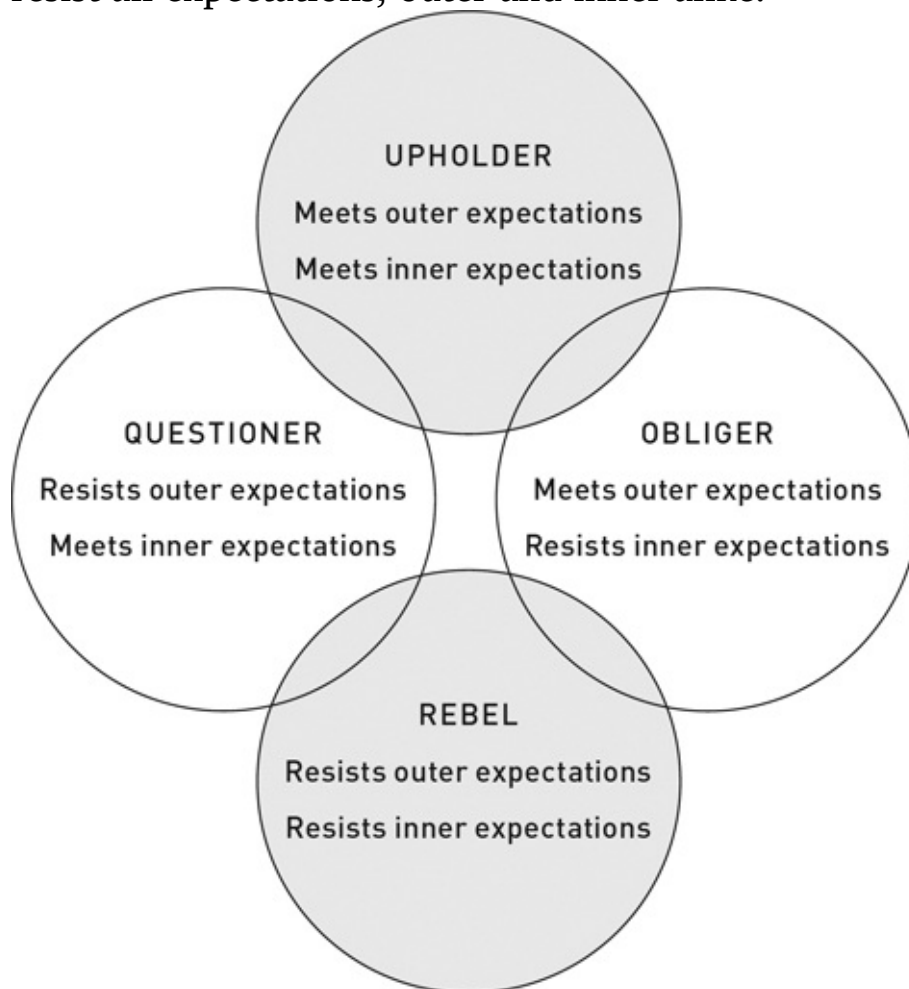 resist all expectations, outer and inner alike.
UPHOLDER
Meets outer expectations
Meets inner expectations
QUESTIONER
Resists outer expectations
Meets inner expectations
OBLIGER
Meets outer expectations
Resists inner expectations
REBEL
Resists outer expectations
Resists inner expectations